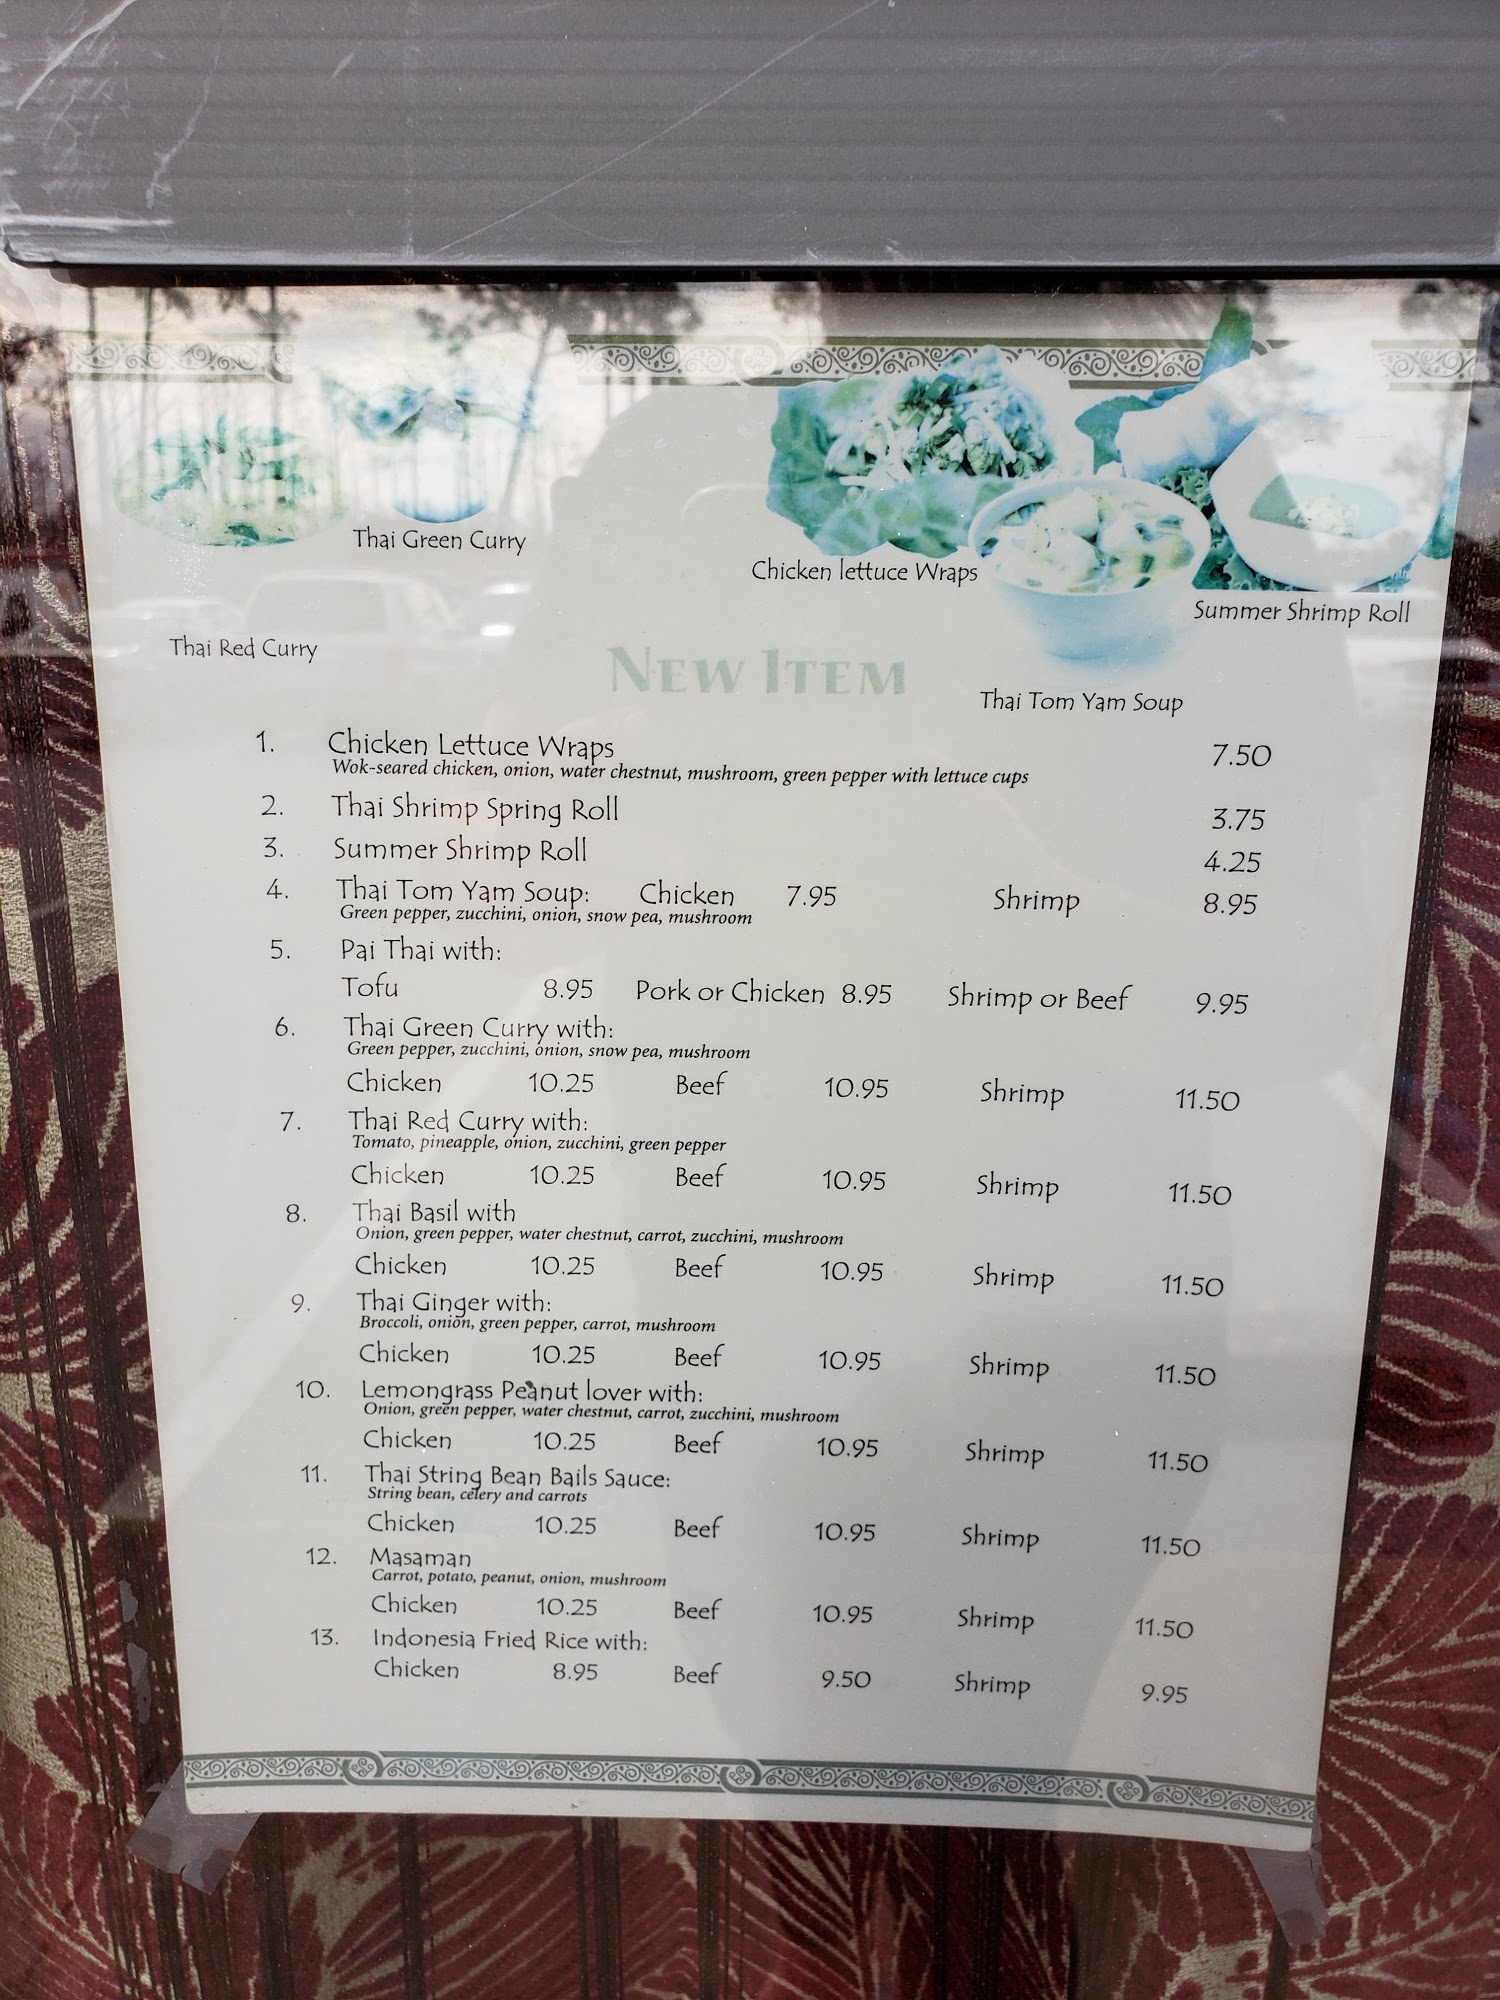 Thai Green Curry
Chicken lettuce Wraps
Summer Shrimp Roll
Thai Red Curry
NEW ITEM
Thai Tom Yam Soup
1. Chicken Lettuce Wraps 7.50
Wok-seared chicken, onion, water chestnut, mushroom, green pepper with lettuce cups
2. Thai Shrimp Spring Roll 3.75
3. Summer Shrimp Roll 4.25
4. Thai Tom Yam Soup: Chicken 7.95 Shrimp 8.95
Green pepper, zucchini, onion, snow pea, mushroom
5. Pai Thai with:
Tofu 8.95 Pork or Chicken 8.95 Shrimp or Beef 9.95
6. Thai Green Curry with:
Green pepper, zucchini, onion, snow pea, mushroom
Chicken 10.25 Beef 10.95 Shrimp 11.50
7. Thai Red Curry with:
Tomato, pineapple, onion, zucchini, green pepper
Chicken 10.25 Beef 10.95 Shrimp 11.50
8. Thai Basil with
Onion, green pepper, water chestnut, carrot, zucchini, mushroom
Chicken 10.25 Beef 10.95 Shrimp 11.50
9. Thai Ginger with:
Broccoli, onion, green pepper, carrot, mushroom
Chicken 10.25 Beef 10.95 Shrimp 11.50
10. Lemongrass Peanut lover with:
Onion, green pepper, water chestnut, carrot, zucchini, mushroom
Chicken 10.25 Beef 10.95 Shrimp 11.50
11. Thai String Bean Bails Sauce:
String bean, celery and carrots
Chicken 10.25 Beef 10.95 Shrimp 11.50
12. Masaman
Carrot, potato, peanut, onion, mushroom
Chicken 10.25 Beef 10.95 Shrimp 11.50
13. Indonesia Fried Rice with:
Chicken 8.95 Beef 9.50 Shrimp 9.95